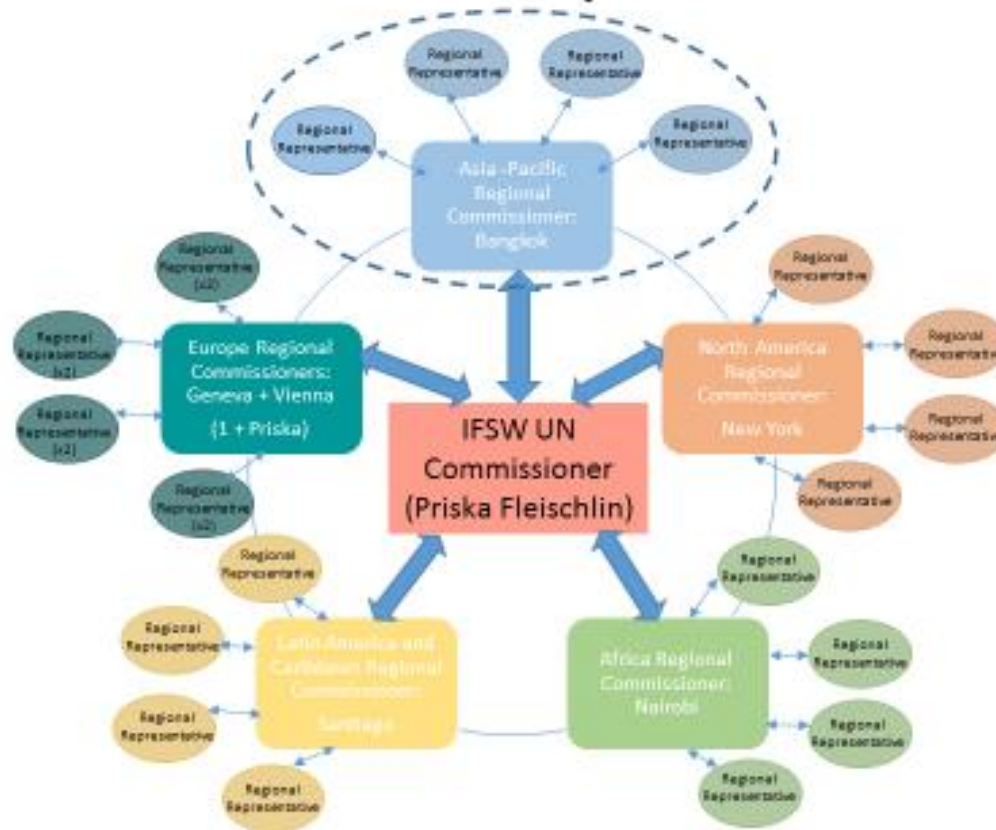 Regional
Representative
Regional
Representative
Regional
Representative
Regional
Representative
Asia -Pacific
Regional
Commissioner:
Bangkok
Regional
Representative
(x2)
Regional
Representative
(x2)
Regional
Representative
(x2)
Regional
Representative
(x2)
Europe Regional
Commissioners:
Geneva + Vienna
(1 + Priska)
North America
Regional
Commissioner:
New York
Regional
Representative
Regional
Representative
Regional
Representative
Regional
Representative
IFSW UN
Commissioner
(Priska Fleischlin)
Regional
Representative
Regional
Representative
Regional
Representative
Regional
Representative
Latin America and
Caribbean Regional
Commissioner:
Santiago
Africa Regional
Commissioner:
Nairobi
Regional
Representative
Regional
Representative
Regional
Representative
Regional
Representative